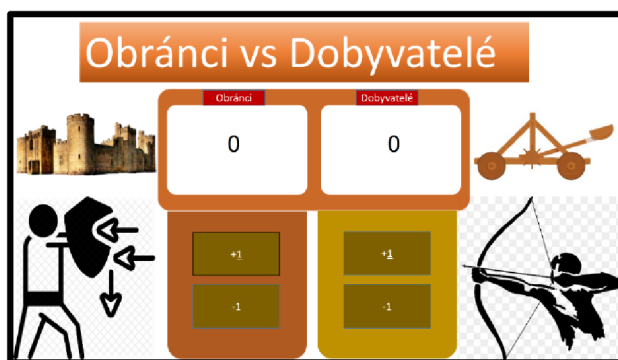 Obránci vs Dobyvatelé
Obránci
Dobyvatelé
0
0
+1
+1
-1
-1